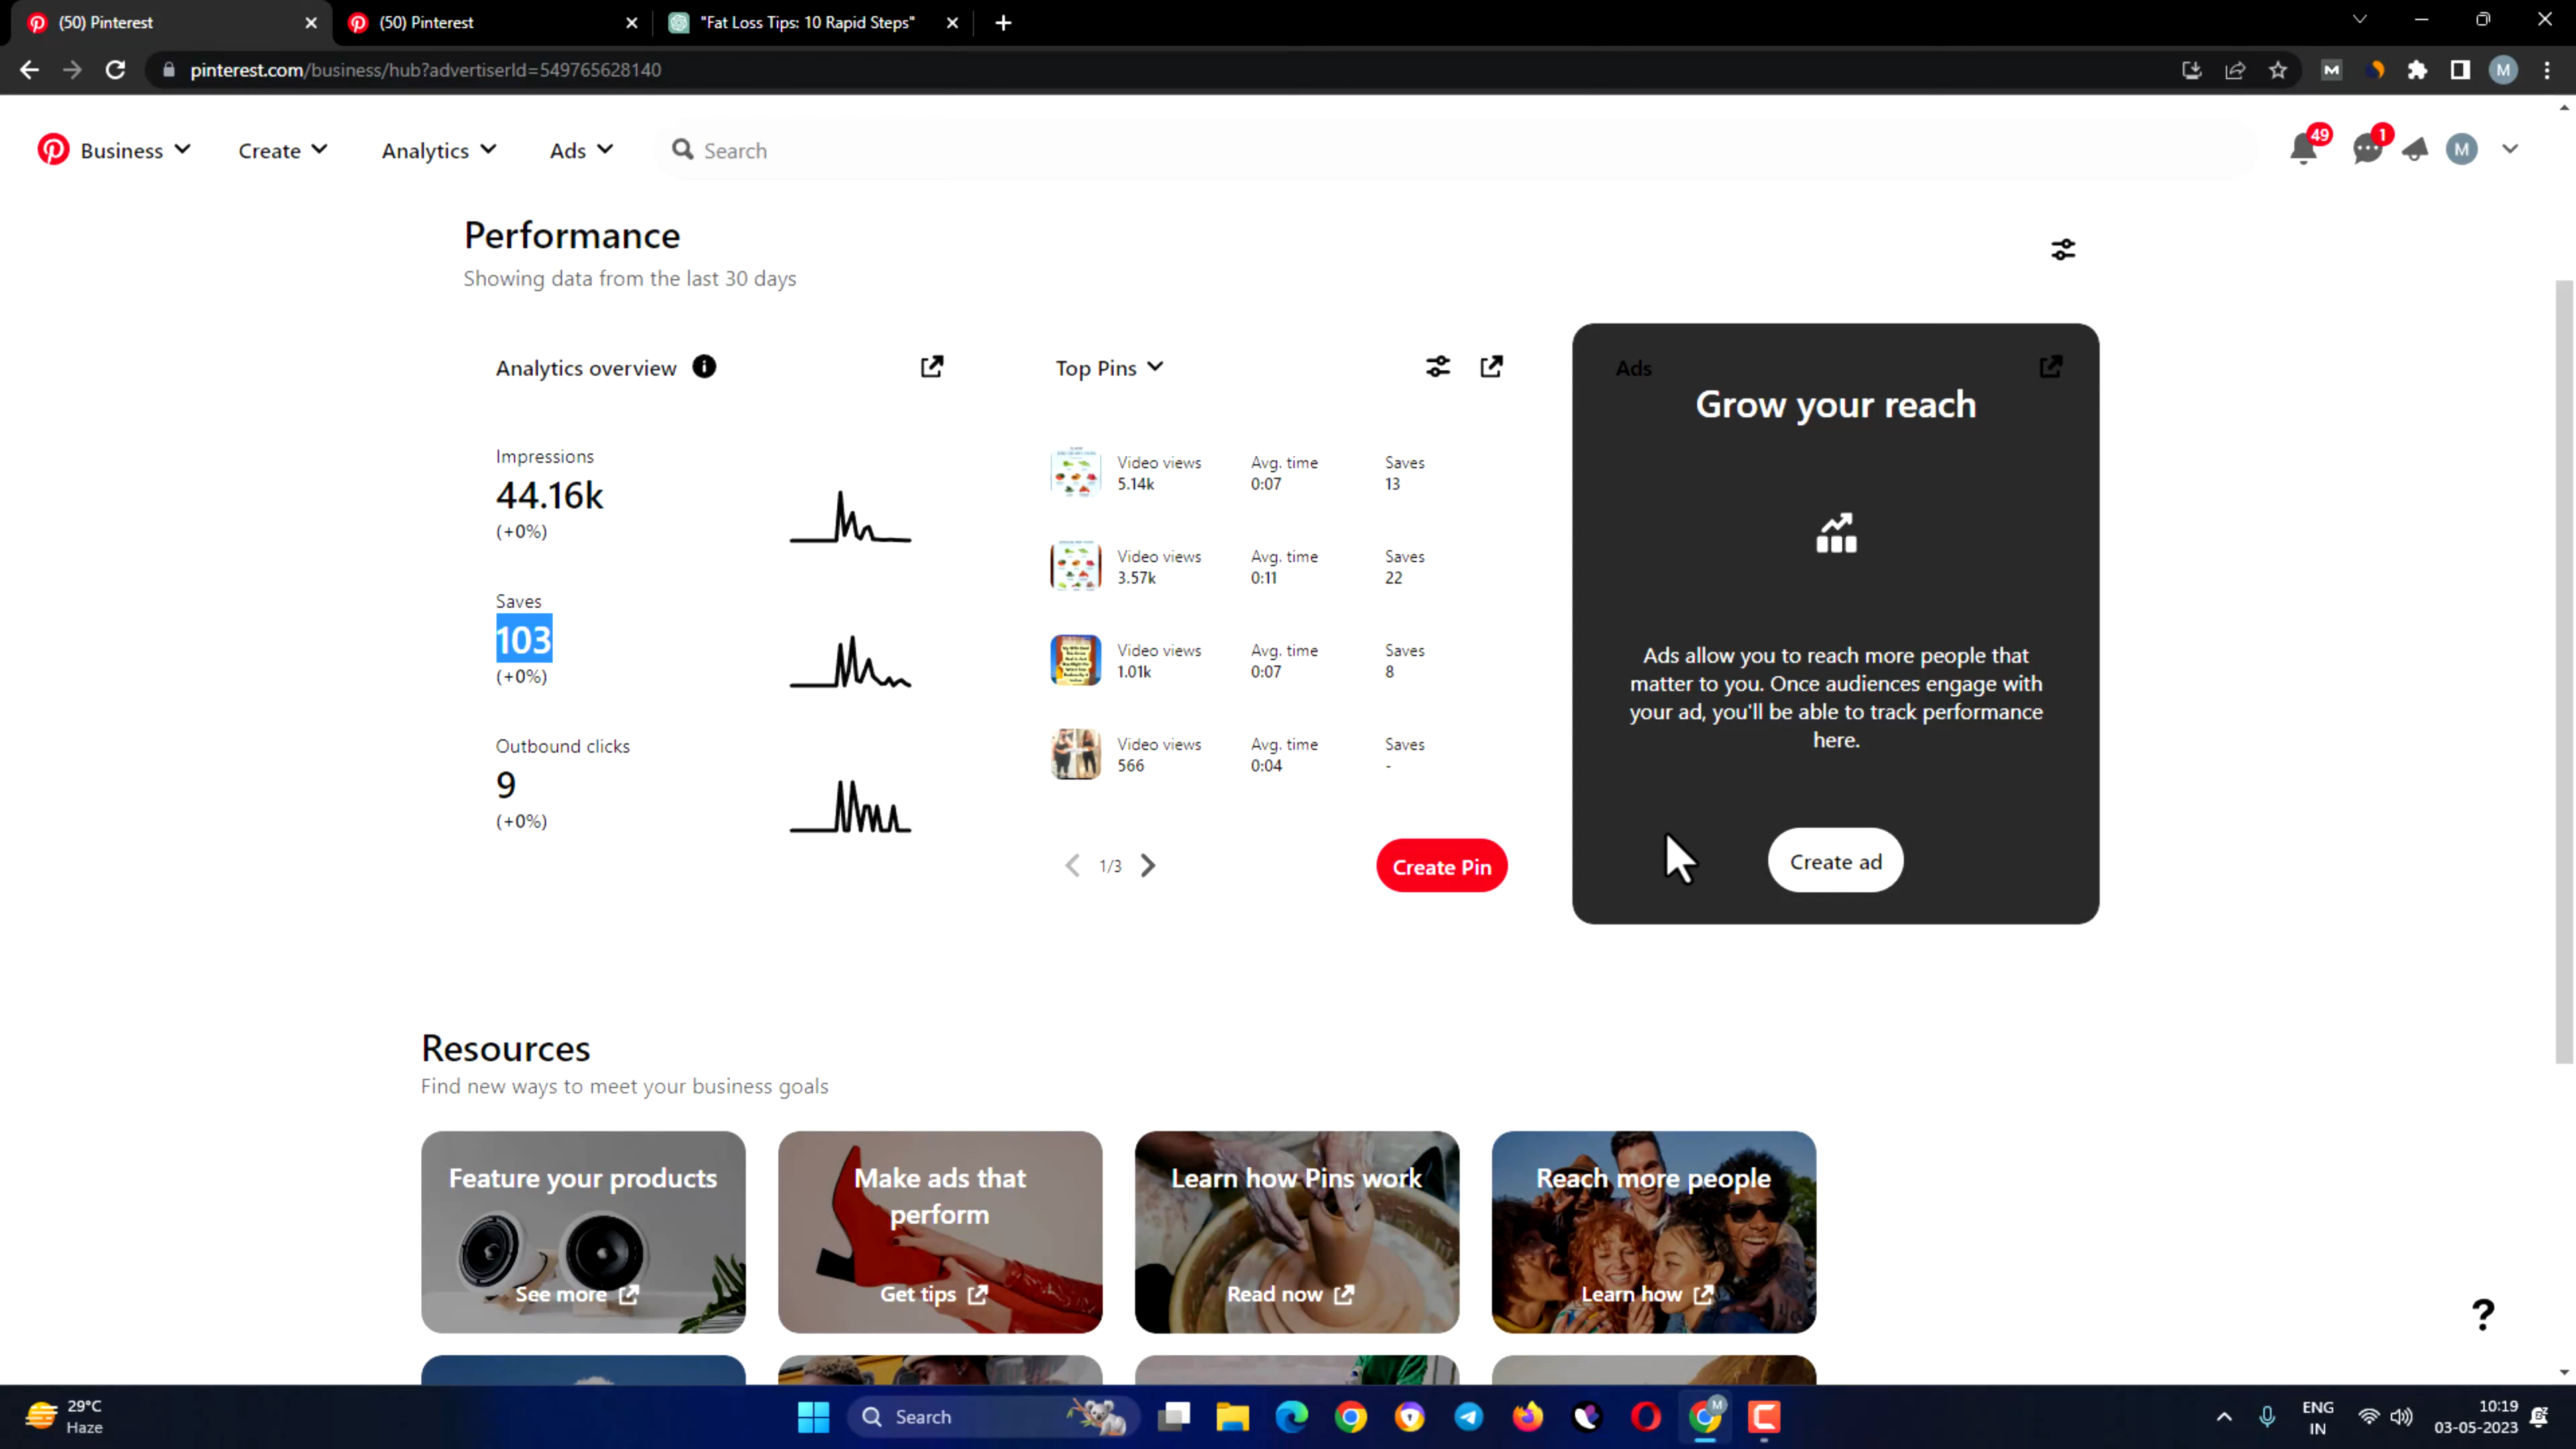 (50) Pinterest
(50) Pinterest
"Fat Loss Tips: 10 Rapid Steps"
pinterest.com/business/hub?advertiserId=549765628140
M
M
Business
Create
Analytics
Ads
Search
49
1
M
Performance
Showing data from the last 30 days
Analytics overview
Impressions
44.16k
(+0%)
Saves
103
(+0%)
Outbound clicks
9
(+0%)
Top Pins
Video views Avg. time Saves
5.14k 0:07 13
Video views Avg. time Saves
3.57k 0:11 22
Video views Avg. time Saves
1.01k 0:07 8
Video views Avg. time Saves
566 0:04 -
1/3
Create Pin
Ads
Grow your reach
Ads allow you to reach more people that
matter to you. Once audiences engage with
your ad, you'll be able to track performance
here.
Create ad
Resources
Find new ways to meet your business goals
Feature your products
See more
Make ads that
perform
Get tips
Learn how Pins work
Read now
Reach more people
Learn how
?
29°C
Haze
Search
M
ENG
IN
10:19
03-05-2023